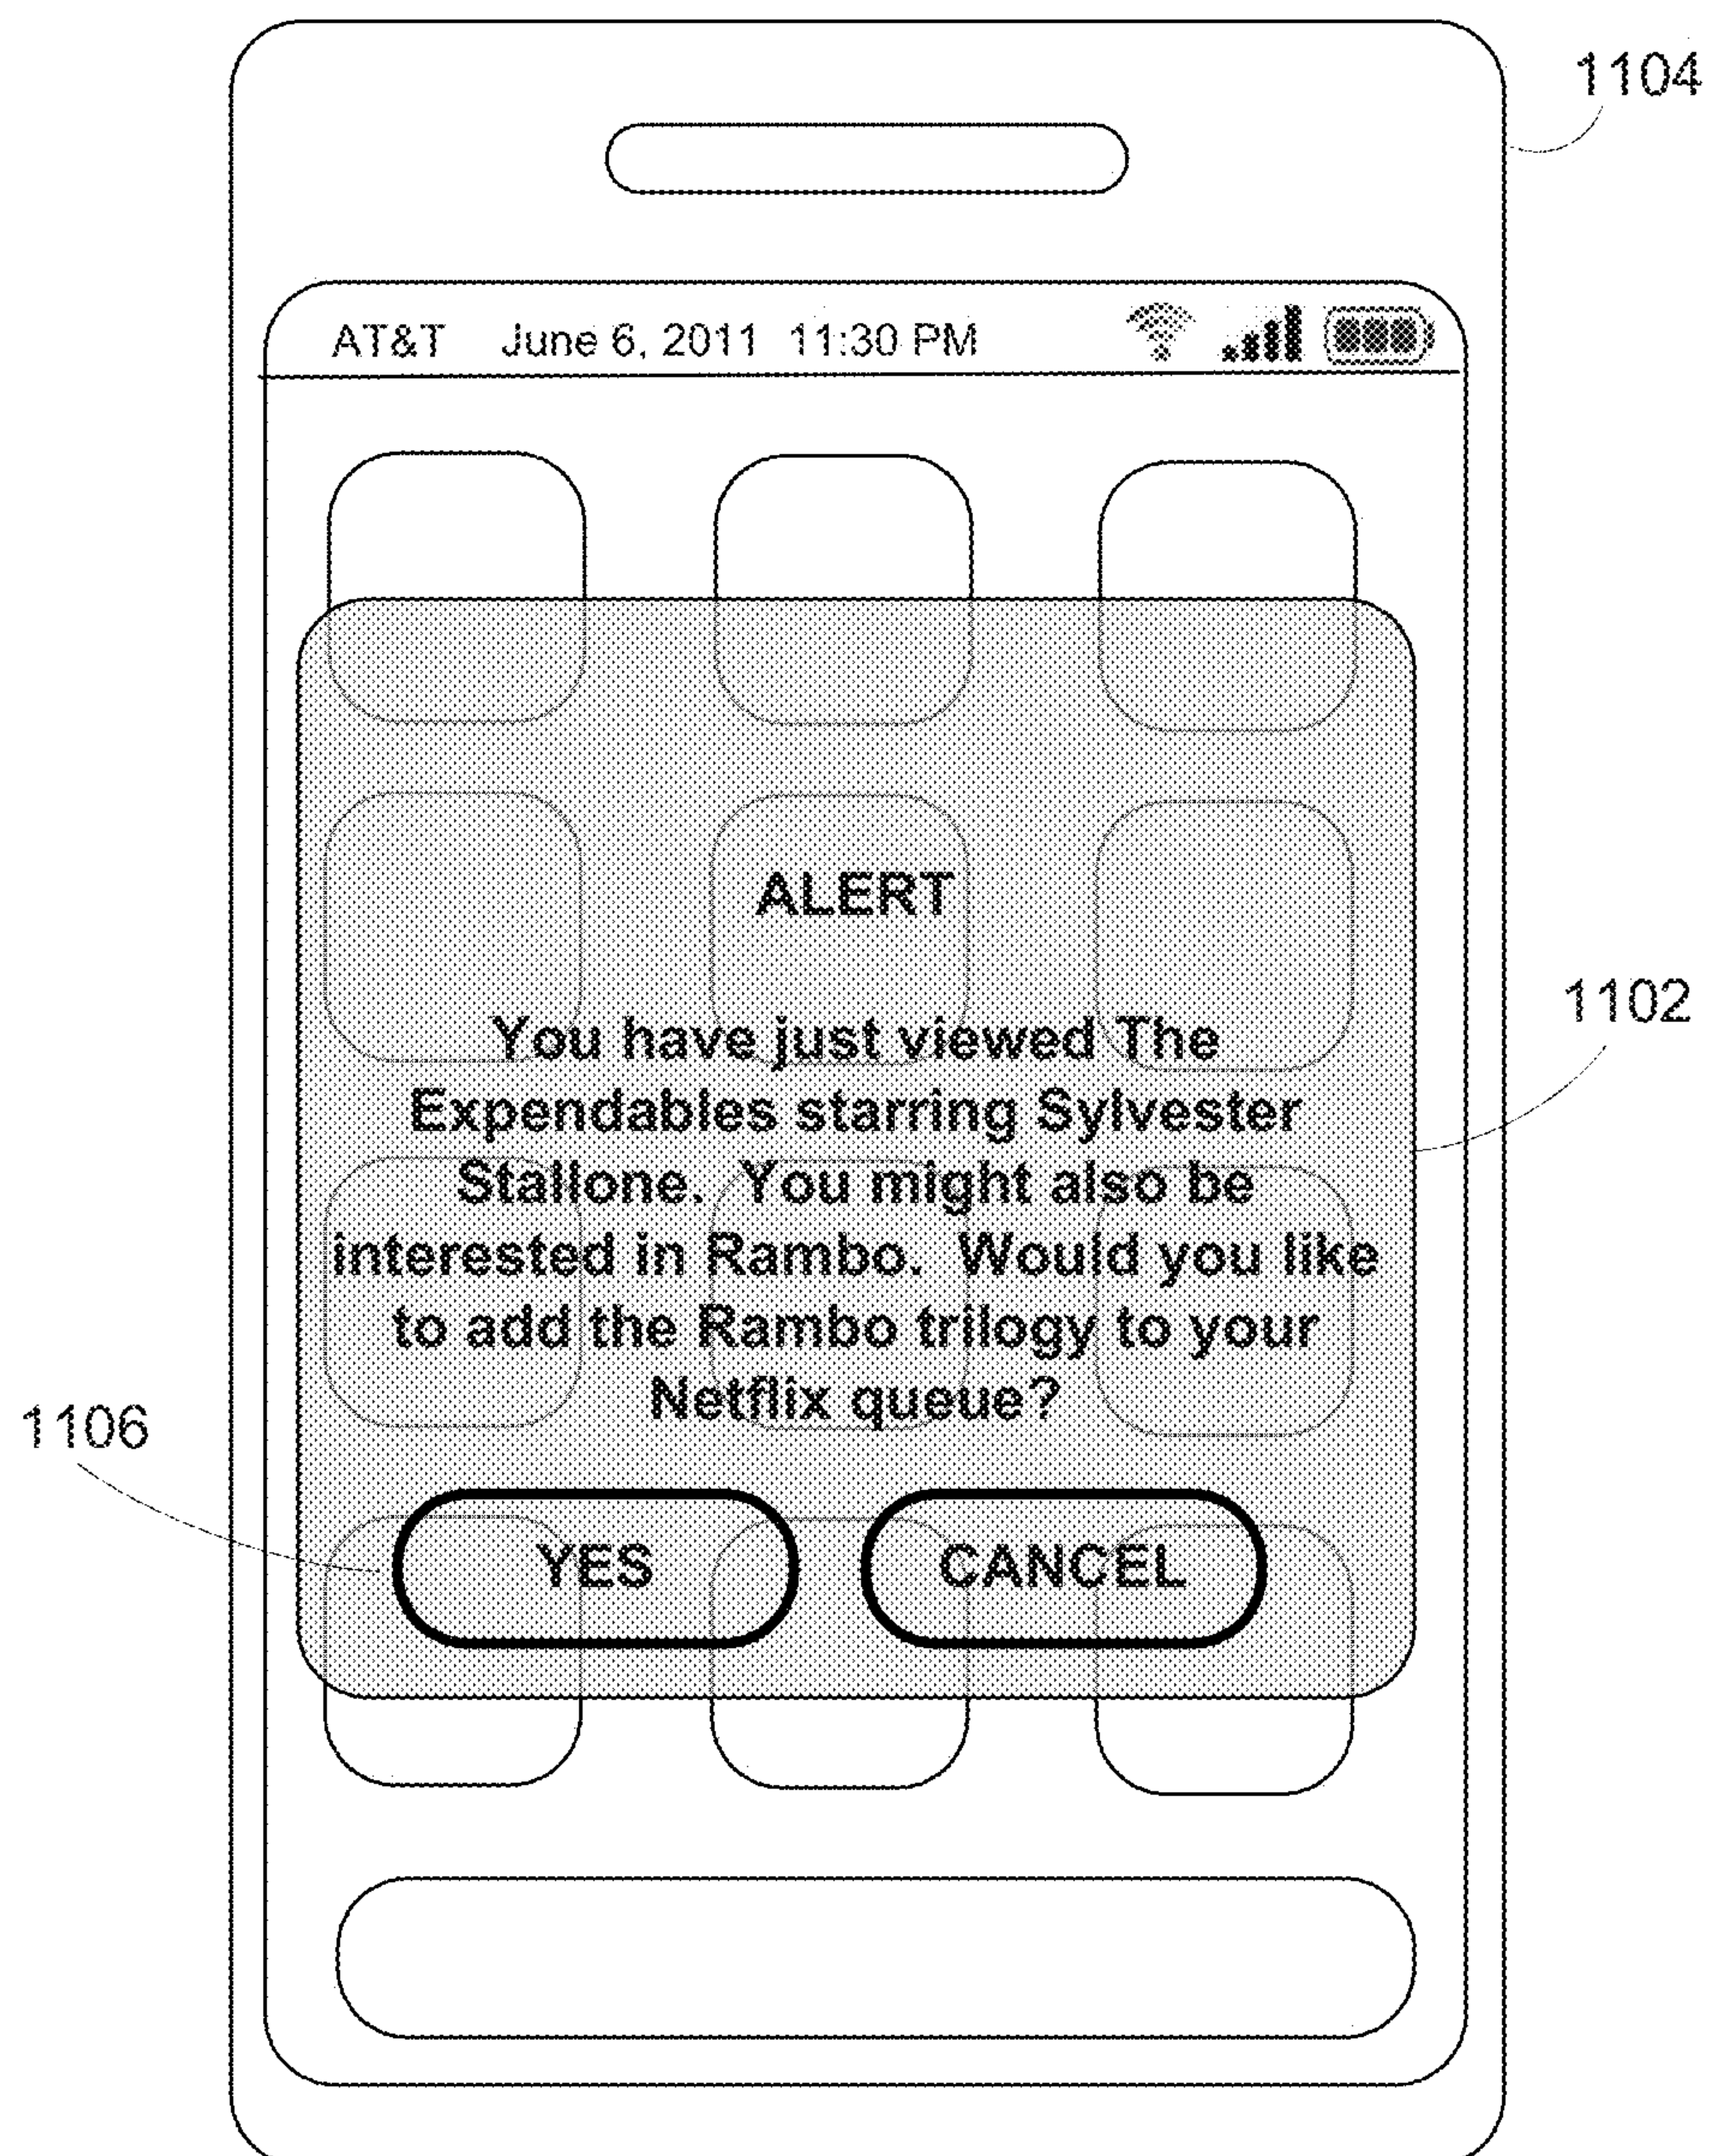 1104
AT&T June 6, 2011 11:30 PM
ALERT
You have just viewed The
Expendables starring Sylvester
Stallone. You might also be
interested in Rambo. Would you like
to add the Rambo trilogy to your
Netflix queue?
1102
1106
YES CANCEL